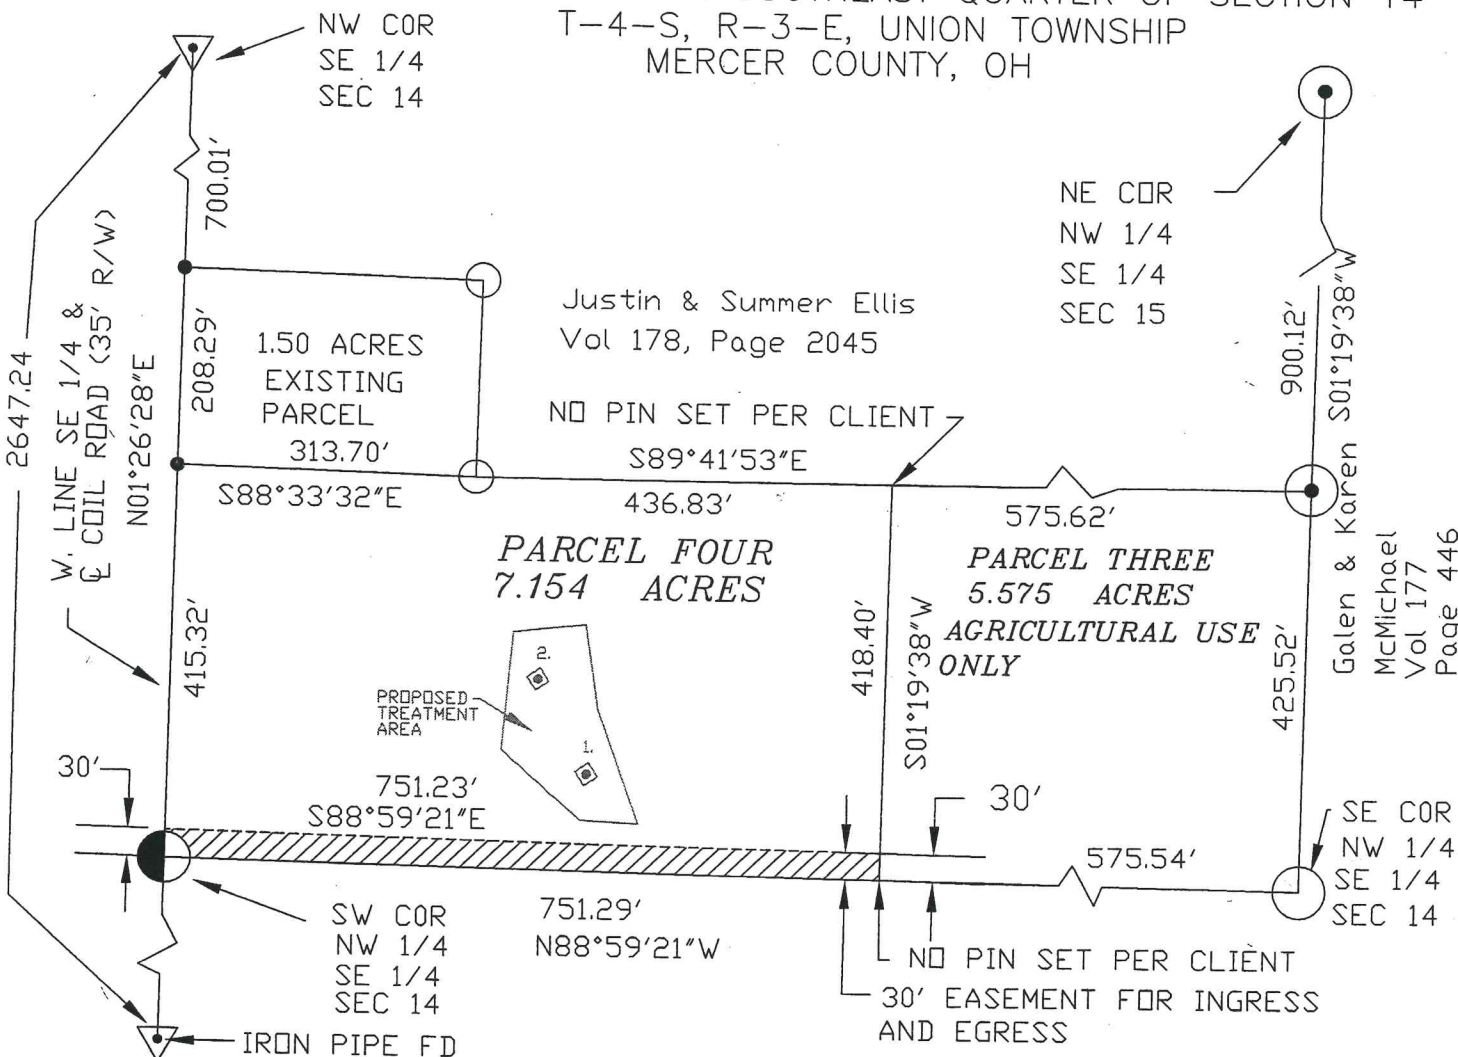 QUARTER OF SECTION 14
T-4-S, R-3-E, UNION TOWNSHIP
MERCER COUNTY, OH
NW COR
SE 1/4
SEC 14
NE COR
NW 1/4
SE 1/4
SEC 15
2647.24
700.01'
W. LINE SE 1/4 &
℄ COIL ROAD (35' R/W)
N01°26'28"E
208.29'
1.50 ACRES
EXISTING
PARCEL
313.70'
S88°33'32"E
Justin & Summer Ellis
Vol 178, Page 2045
NO PIN SET PER CLIENT
S89°41'53"E
436.83'
575.62'
900.12'
S01°19'38"W
Galen & Karen
McMichael
Vol 177
Page 446
PARCEL FOUR
7.154 ACRES
PARCEL THREE
5.575 ACRES
AGRICULTURAL USE
ONLY
415.32'
418.40'
S01°19'38"W
425.52'
2.
PROPOSED
TREATMENT
AREA
1.
30'
751.23'
S88°59'21"E
30'
575.54'
SE COR
NW 1/4
SE 1/4
SEC 14
SW COR
NW 1/4
SE 1/4
SEC 14
751.29'
N88°59'21"W
NO PIN SET PER CLIENT
30' EASEMENT FOR INGRESS
AND EGRESS
IRON PIPE FD